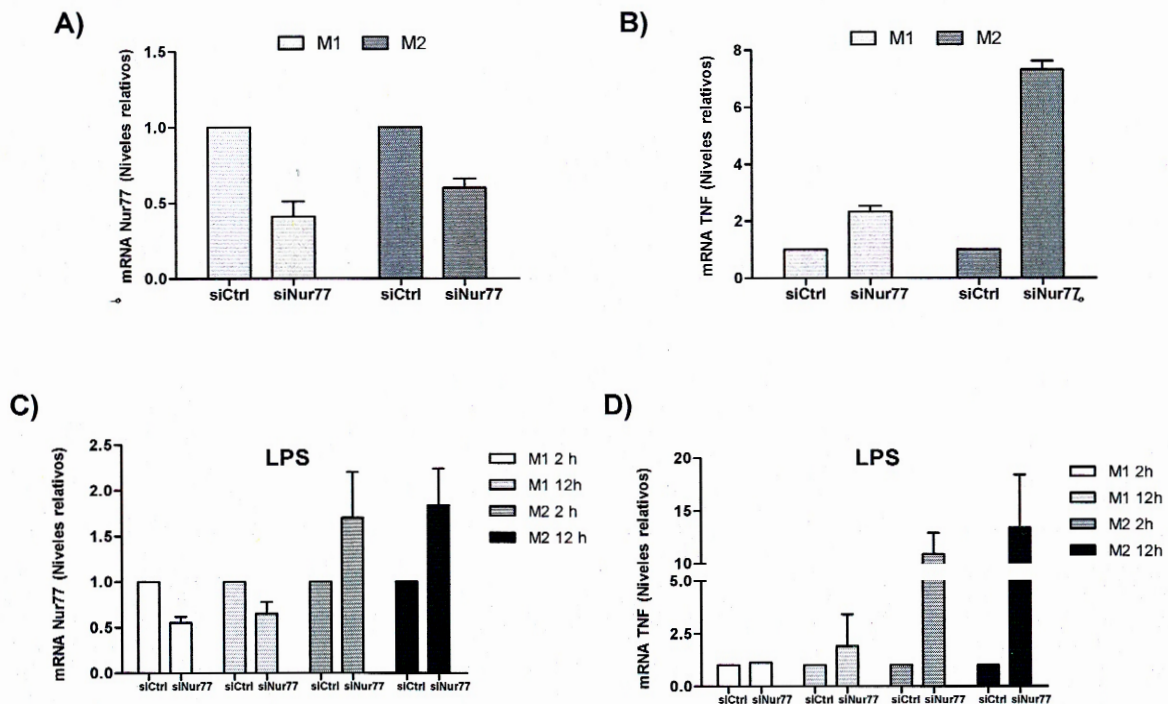 A)
M1 M2
mRNA Nur77 (Niveles relativos)
1.5
1.0
0.5
0.0
siCtrl siNur77 siCtrl siNur77
B)
M1 M2
mRNA TNF (Niveles relativos)
8
6
4
2
0
siCtrl siNur77 siCtrl siNur77
C)
LPS
mRNA Nur77 (Niveles relativos)
2.5
2.0
1.5
1.0
0.5
0.0
siCtrl siNur77 siCtrl siNur77 siCtrl siNur77 siCtrl siNur77
M1 2 h
M1 12h
M2 2 h
M2 12 h
D)
LPS
mRNA TNF (Niveles relativos)
20
15
10
5.0
2.5
0.0
siCtrl siNur77 siCtrl siNur77 siCtrl siNur77 siCtrl siNur77
M1 2h
M1 12h
M2 2h
M2 12h